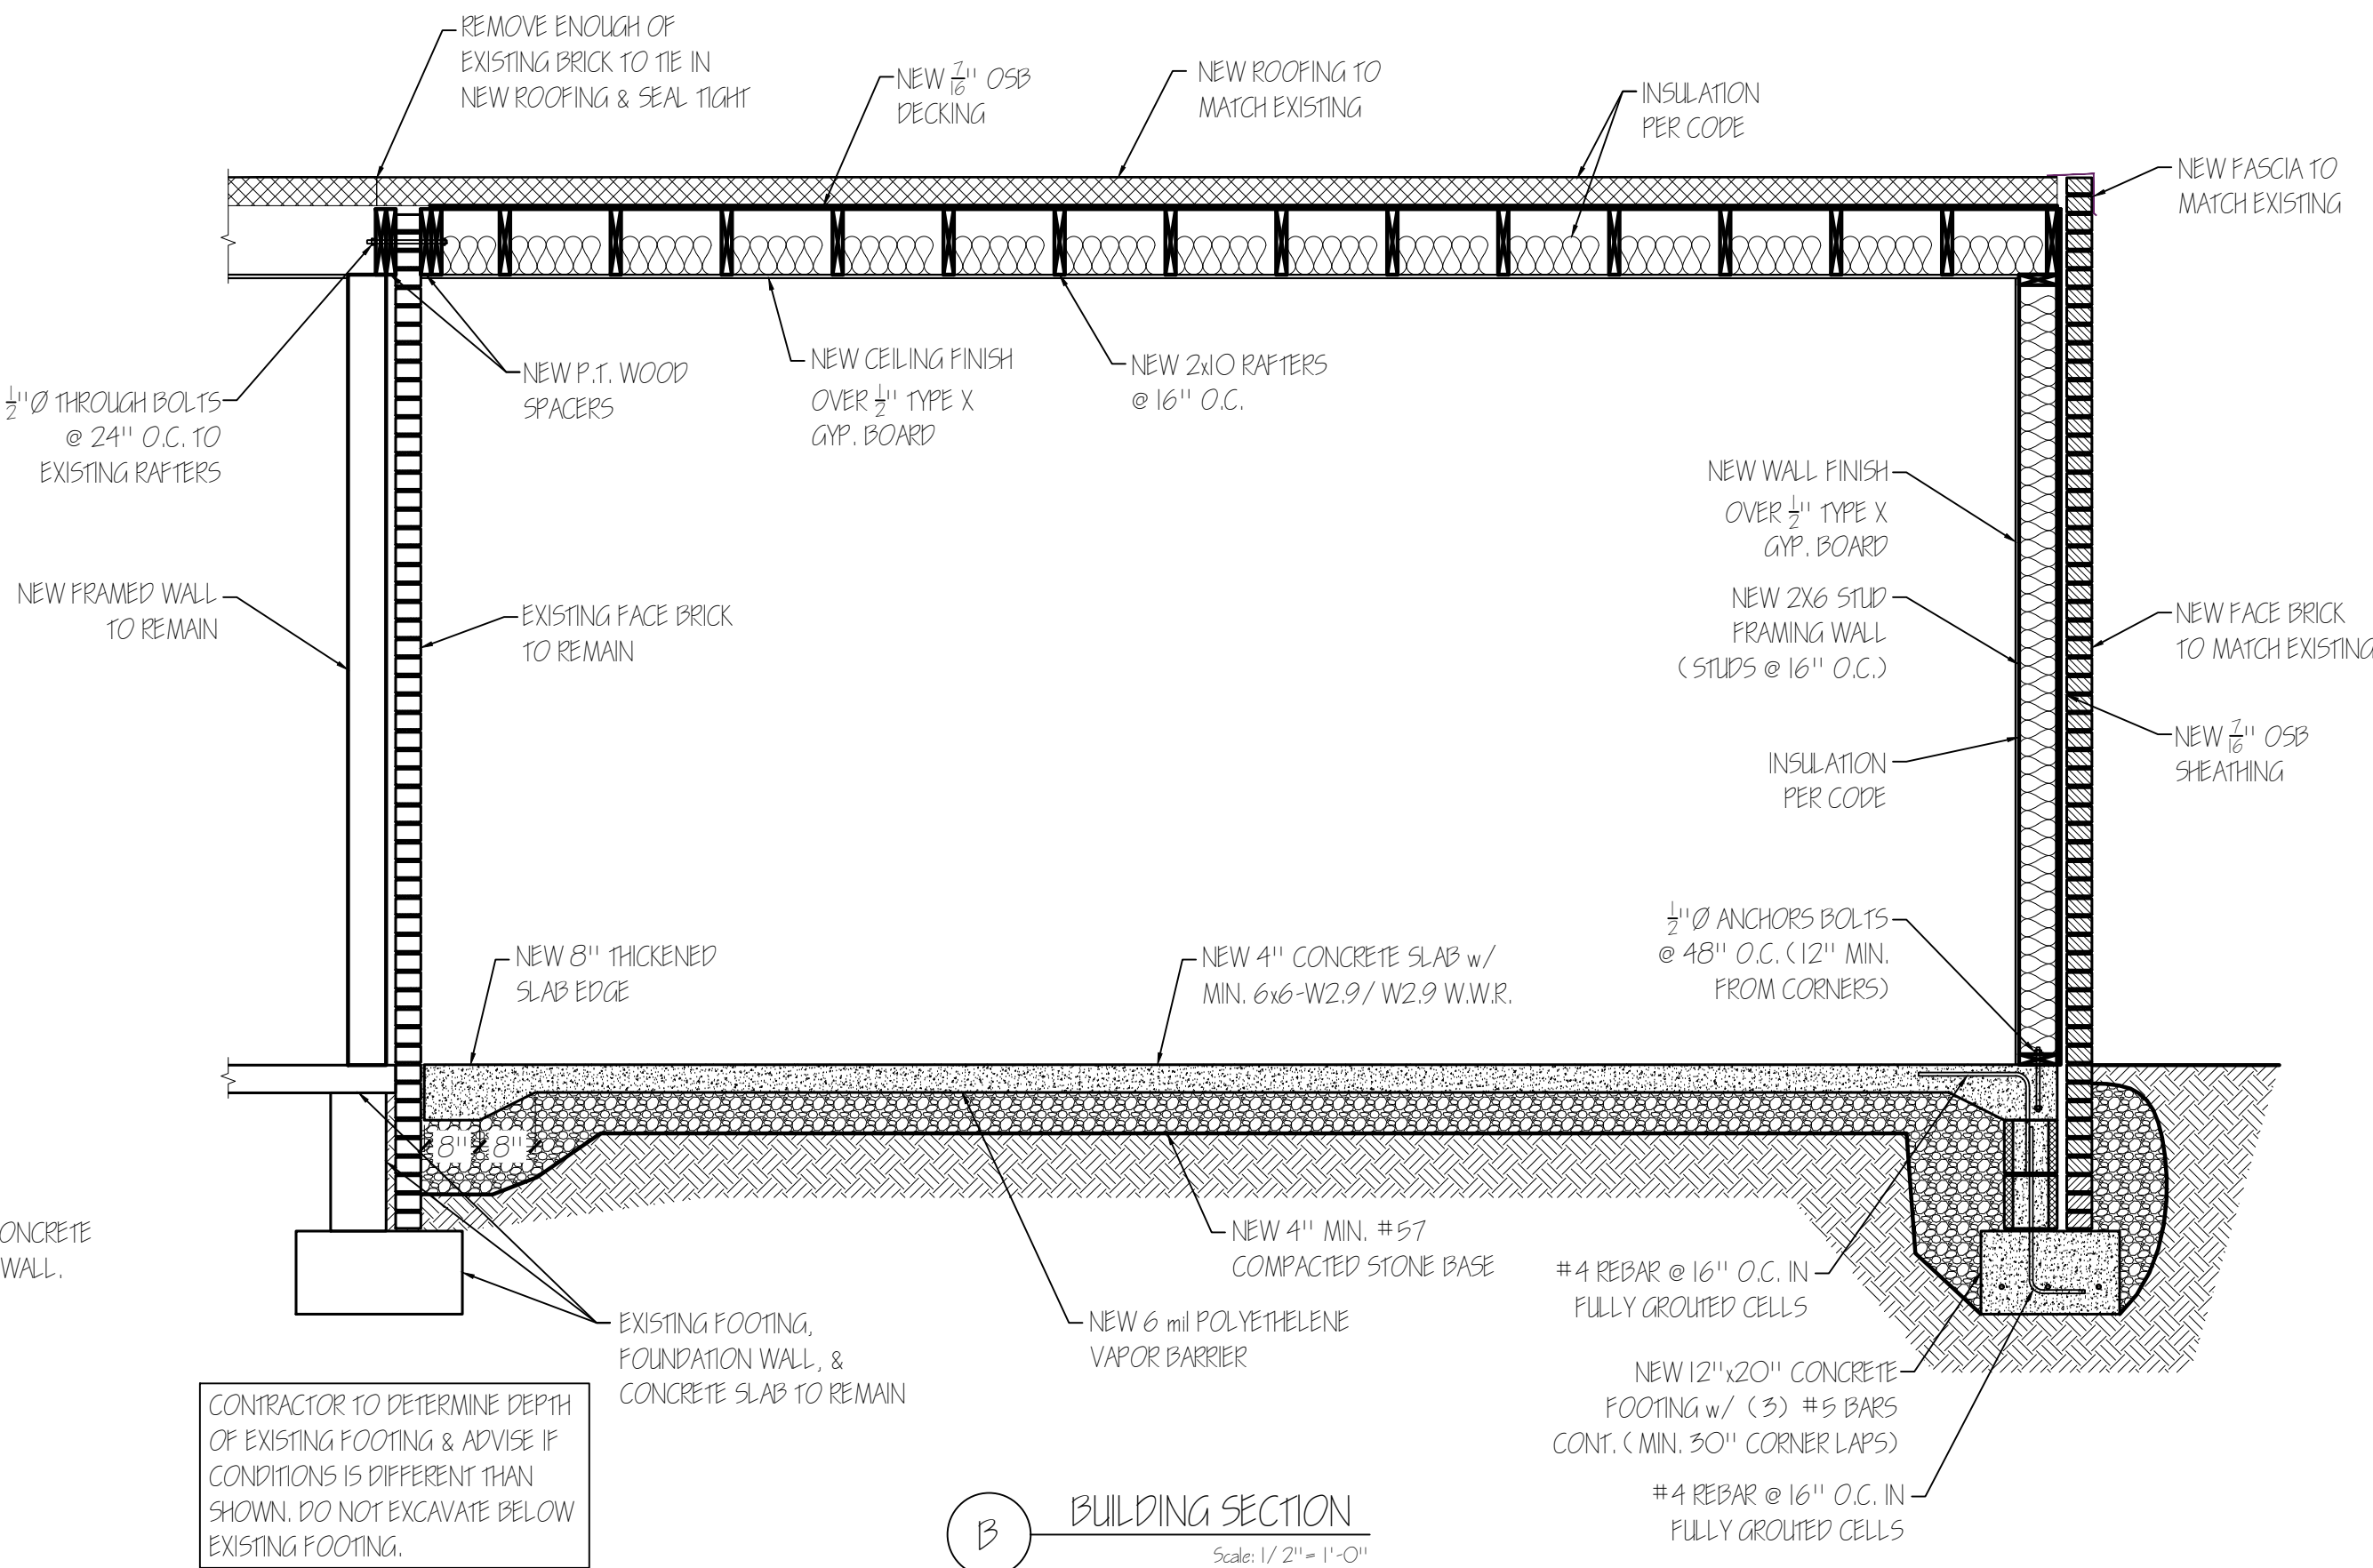 REMOVE ENOUGH OF
EXISTING BRICK TO TIE IN
NEW ROOFING & SEAL TIGHT
NEW 7/16" OSB
DECKING
NEW ROOFING TO
MATCH EXISTING
INSULATION
PER CODE
NEW FASCIA TO
MATCH EXISTING
1/2"Ø THROUGH BOLTS
@ 24" O.C. TO
EXISTING RAFTERS
NEW P.T. WOOD
SPACERS
NEW CEILING FINISH
OVER 1/2" TYPE X
GYP. BOARD
NEW 2x10 RAFTERS
@ 16" O.C.
NEW WALL FINISH
OVER 1/2" TYPE X
GYP. BOARD
NEW FRAMED WALL
TO REMAIN
EXISTING FACE BRICK
TO REMAIN
NEW 2X6 STUD
FRAMING WALL
(STUDS @ 16" O.C.)
NEW FACE BRICK
TO MATCH EXISTING
INSULATION
PER CODE
NEW 7/16" OSB
SHEATHING
NEW 8" THICKENED
SLAB EDGE
NEW 4" CONCRETE SLAB w/
MIN. 6x6-W2.9 / W2.9 W.W.R.
1/2"Ø ANCHORS BOLTS
@ 48" O.C. (12" MIN.
FROM CORNERS)
8" 8"
ONCRETE
WALL.
NEW 4" MIN. #57
COMPACTED STONE BASE
#4 REBAR @ 16" O.C. IN
FULLY GROUTED CELLS
EXISTING FOOTING,
FOUNDATION WALL, &
CONCRETE SLAB TO REMAIN
NEW 6 mil POLYETHELENE
VAPOR BARRIER
NEW 12"x20" CONCRETE
FOOTING w/ (3) #5 BARS
CONT. (MIN. 30" CORNER LAPS)
CONTRACTOR TO DETERMINE DEPTH
OF EXISTING FOOTING & ADVISE IF
CONDITIONS IS DIFFERENT THAN
SHOWN. DO NOT EXCAVATE BELOW
EXISTING FOOTING.
#4 REBAR @ 16" O.C. IN
FULLY GROUTED CELLS
B
BUILDING SECTION
Scale: 1/2" = 1'-0"